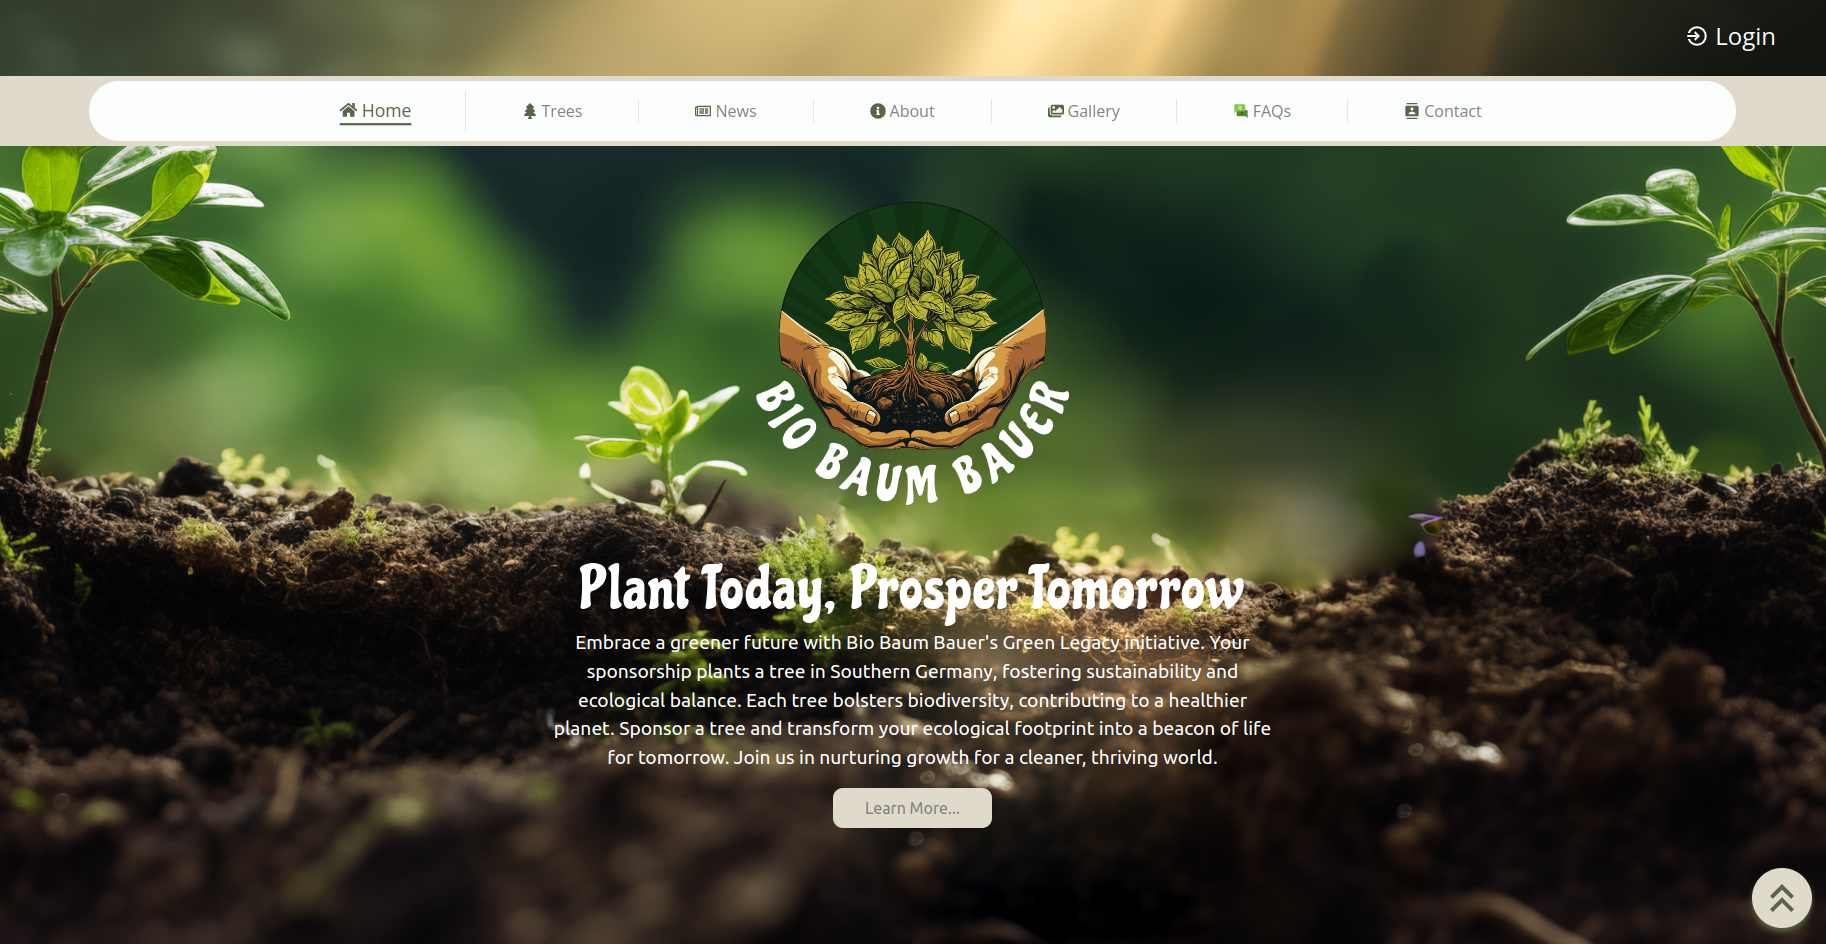 Login
Home
Trees
News
About
Gallery
FAQs
Contact
BIO BAUM BAUER
Plant Today, Prosper Tomorrow
Embrace a greener future with Bio Baum Bauer's Green Legacy initiative. Your
sponsorship plants a tree in Southern Germany, fostering sustainability and
ecological balance. Each tree bolsters biodiversity, contributing to a healthier
planet. Sponsor a tree and transform your ecological footprint into a beacon of life
for tomorrow. Join us in nurturing growth for a cleaner, thriving world.
Learn More...